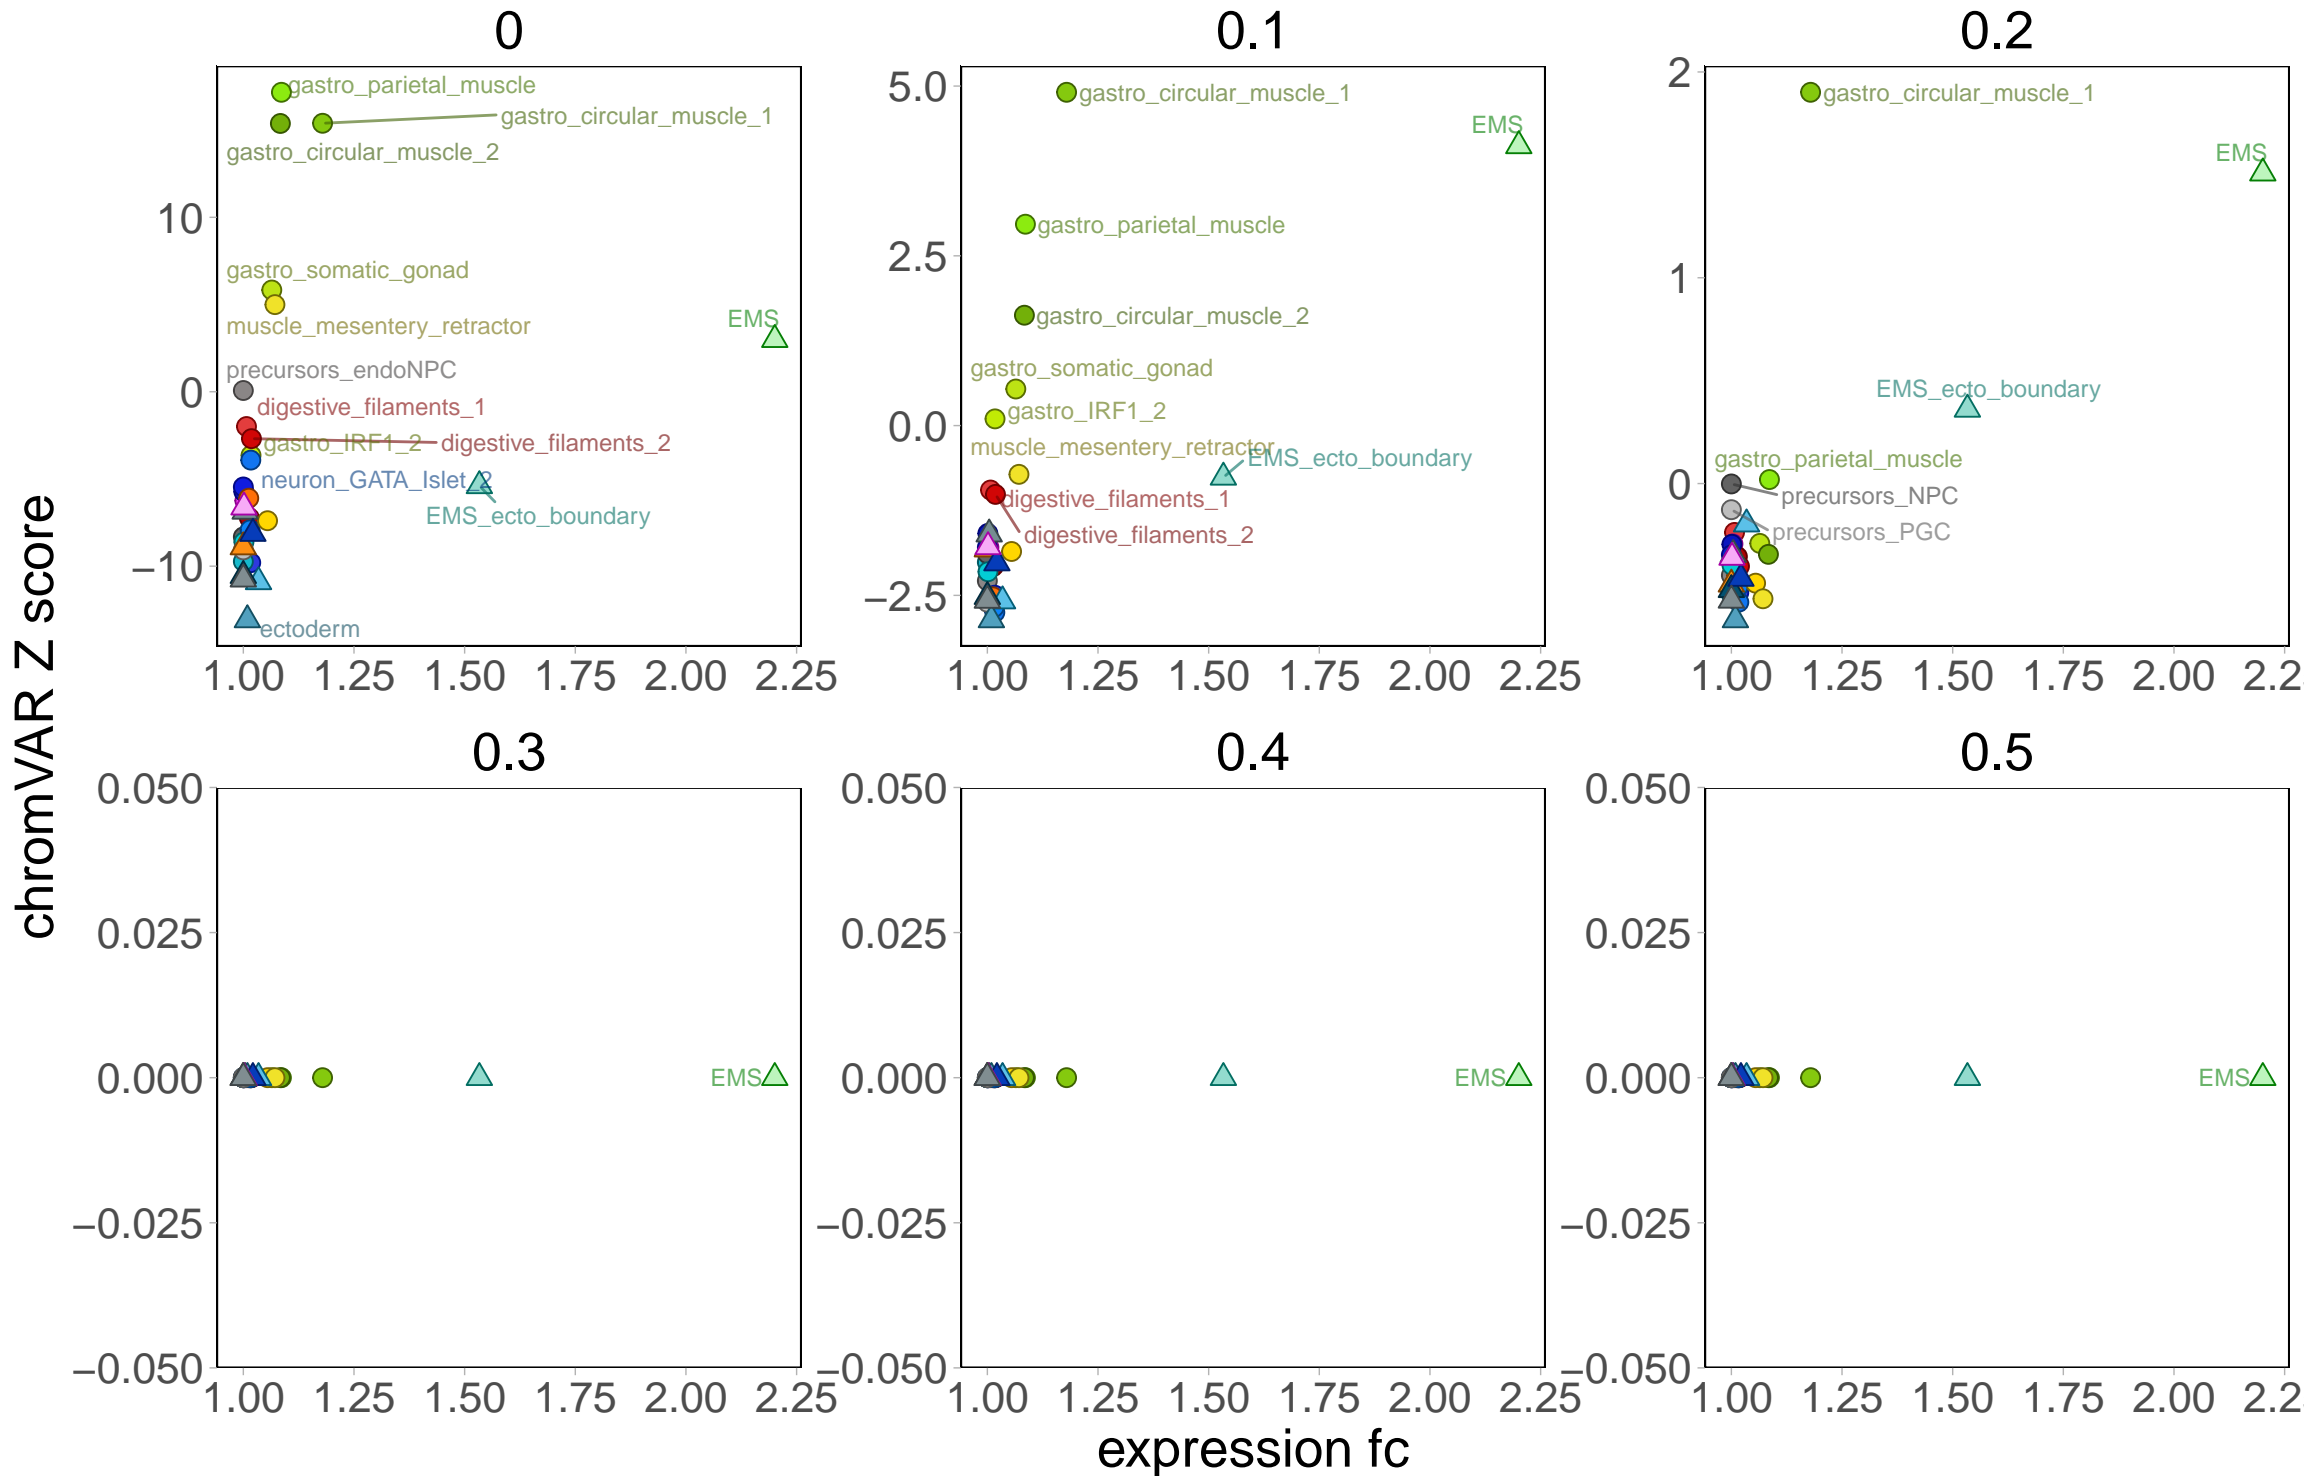 0
0.1
0.2
chromVAR Z score
10
0
−10
gastro_parietal_muscle
gastro_circular_muscle_1
gastro_circular_muscle_2
gastro_somatic_gonad
muscle_mesentery_retractor
EMS
precursors_endoNPC
digestive_filaments_1
digestive_filaments_2
gastro_IRF1_2
neuron_GATA_Islet_2
EMS_ecto_boundary
ectoderm
1.00 1.25 1.50 1.75 2.00 2.25
5.0
2.5
0.0
−2.5
gastro_circular_muscle_1
EMS
gastro_parietal_muscle
gastro_circular_muscle_2
gastro_somatic_gonad
gastro_IRF1_2
muscle_mesentery_retractor
EMS_ecto_boundary
digestive_filaments_1
digestive_filaments_2
1.00 1.25 1.50 1.75 2.00 2.25
2
1
0
gastro_circular_muscle_1
EMS
EMS_ecto_boundary
gastro_parietal_muscle
precursors_NPC
precursors_PGC
1.00 1.25 1.50 1.75 2.00 2.2
0.3
0.4
0.5
0.050
0.025
0.000
−0.025
−0.050
EMS
1.00 1.25 1.50 1.75 2.00 2.25
0.050
0.025
0.000
−0.025
−0.050
EMS
1.00 1.25 1.50 1.75 2.00 2.25
0.050
0.025
0.000
−0.025
−0.050
EMS
1.00 1.25 1.50 1.75 2.00 2.2
expression fc